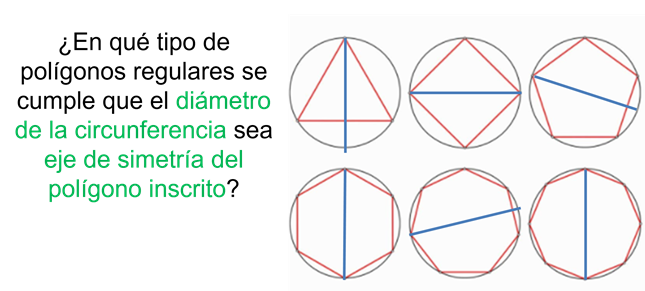 ¿En qué tipo de
polígonos regulares se
cumple que el diámetro
de la circunferencia sea
eje de simetría del
polígono inscrito?